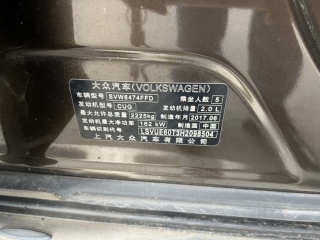 大众汽车(VOLKSWAGEN)
车辆型号 SVW6474FFD 乘坐人数 5
发动机型号 CUG 发动机排量 2.0 L
最大允许总质量 2225kg 制造年月 2017.06
发动机最大净功率 162 kW 制造国 中国
车辆识别代号 LSVUE60T3H2098504
上汽大众汽车有限公司